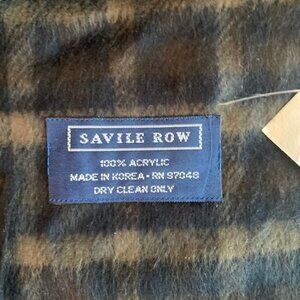 SAVILE ROW
100% ACRYLIC
MADE IN KOREA • RN 97048
DRY CLEAN ONLY